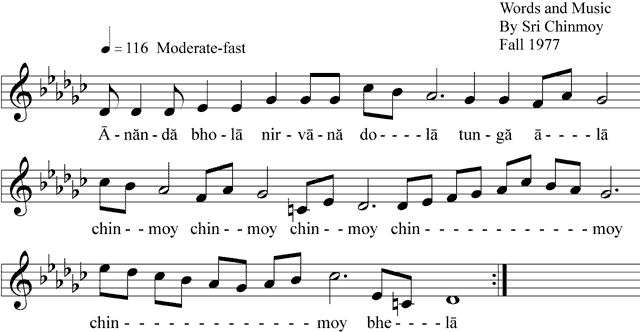 Words and Music
By Sri Chinmoy
Fall 1977
= 116 Moderate-fast
Ā - năn - dă bho - lā nir - vā - nă do - - - - lā tun - gă ā - - - - lā
chin - - moy chin - - moy chin - - moy chin - - - - - - - - - - - - moy
chin - - - - - - - - - - - - - - moy bhe - - - - lā